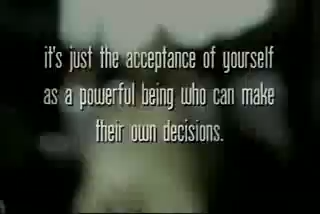 it's just the acceptance of yourself
as a powerful being who can make
their own decisions.